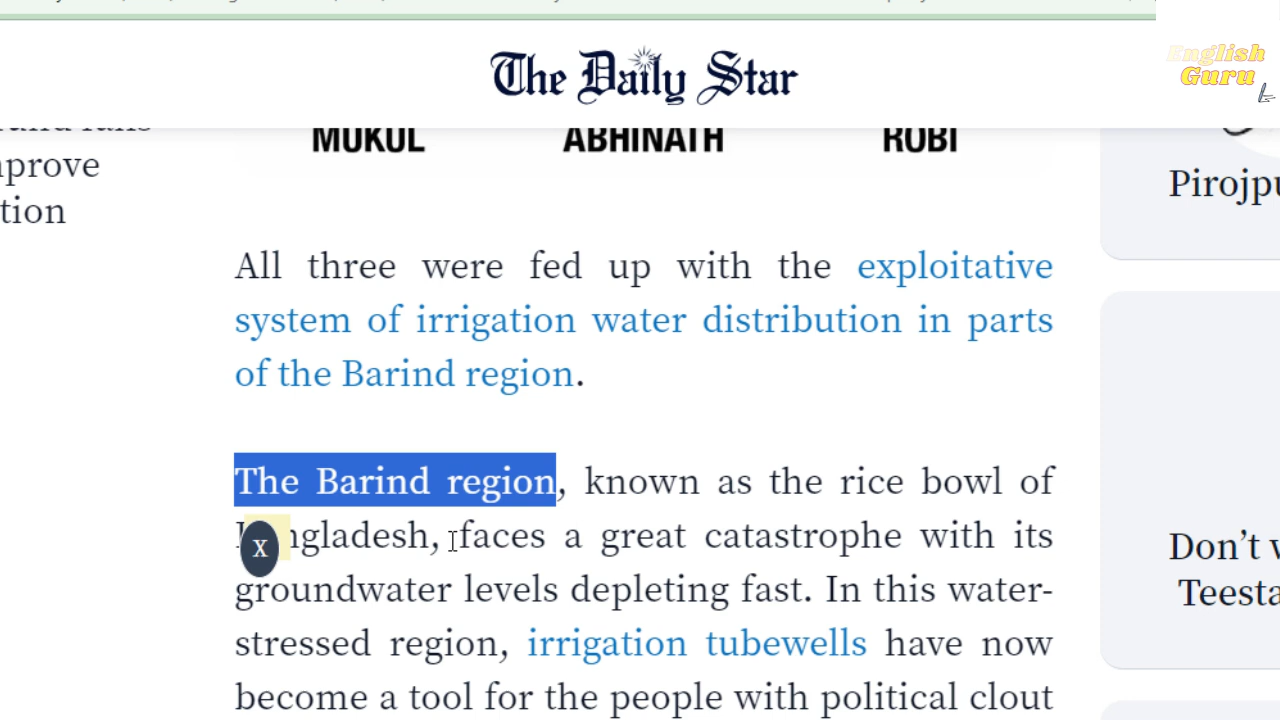 The Daily Star
English
Guru
MUKUL ABHINATH ROBI
tion
All three were fed up with the exploitative
system of irrigation water distribution in parts
of the Barind region.
The Barind region, known as the rice bowl of
faces a great catastrophe with its
X
groundwater levels depleting fast. In this water-
stressed region, irrigation tubewells have now
become a tool for the people with political clout
Don’t
Teesta